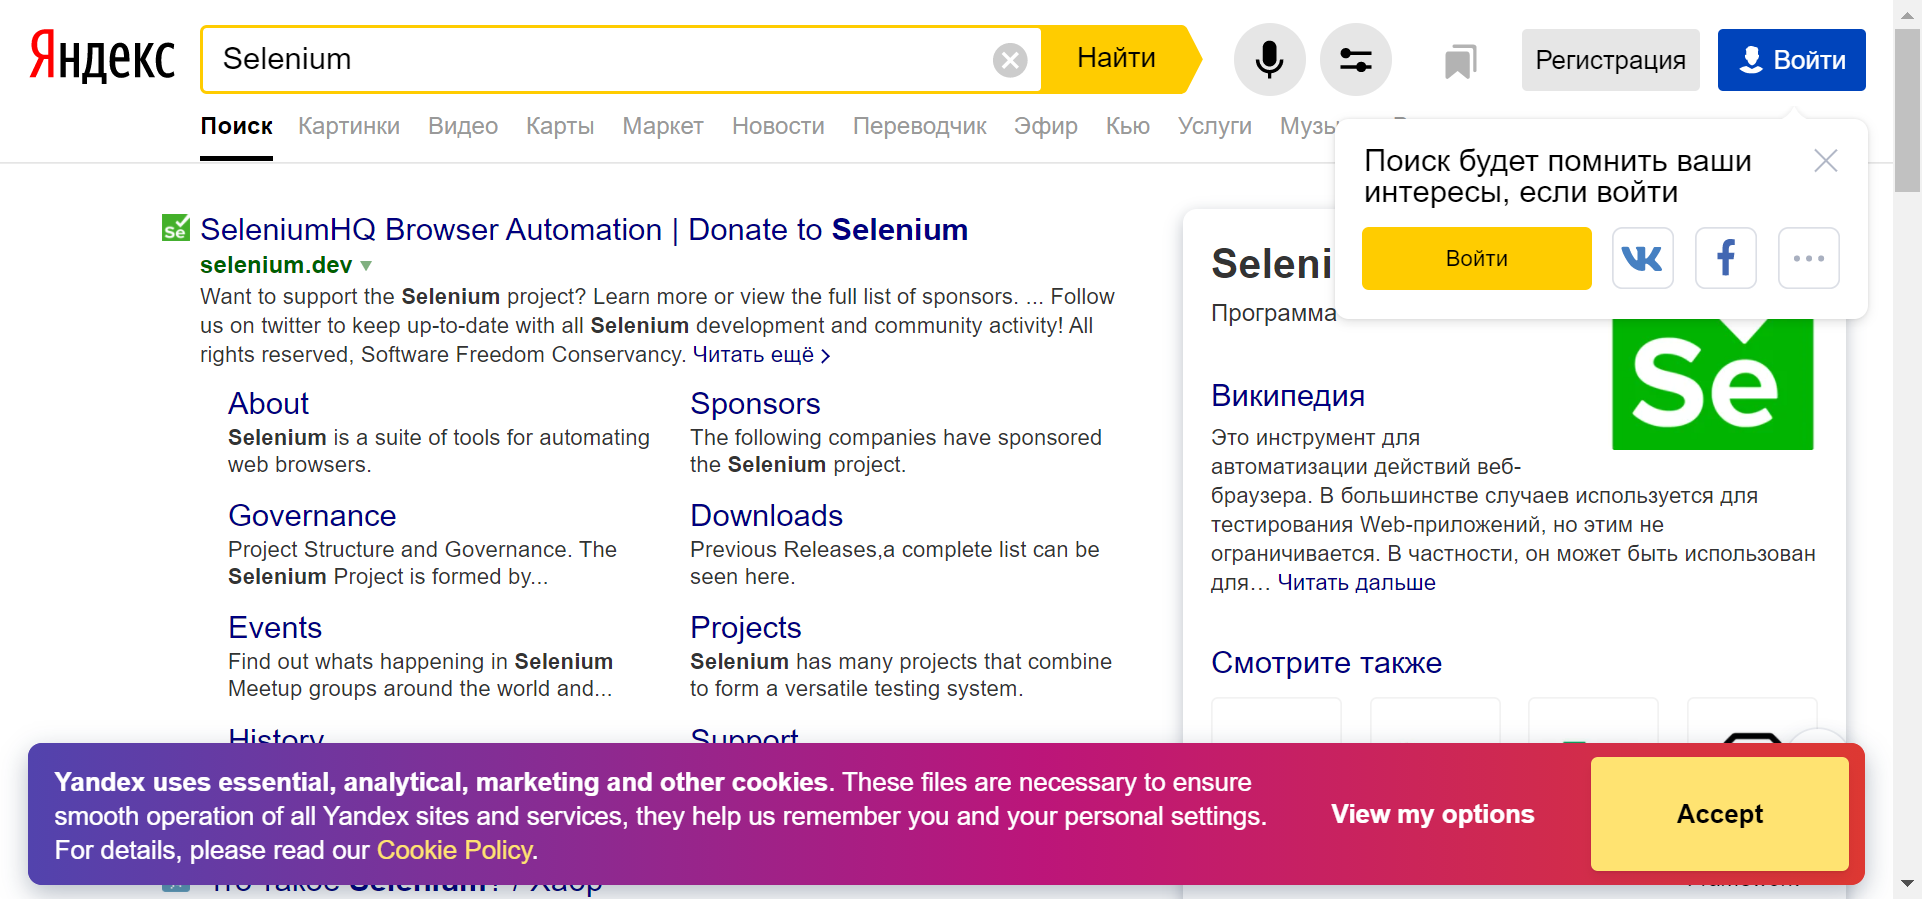 Яндекс
Selenium
Найти
Регистрация
Войти
Поиск Картинки Видео Карты Маркет Новости Переводчик Эфир Кью Услуги
Поиск будет помнить ваши
интересы, если войти
Войти
SeleniumHQ Browser Automation | Donate to Selenium
selenium.dev
Want to support the Selenium project? Learn more or view the full list of sponsors. ... Follow
us on twitter to keep up-to-date with all Selenium development and community activity! All
rights reserved, Software Freedom Conservancy. Читать ещё
About
Selenium is a suite of tools for automating
web browsers.
Sponsors
The following companies have sponsored
the Selenium project.
Governance
Project Structure and Governance. The
Selenium Project is formed by...
Downloads
Previous Releases,a complete list can be
seen here.
Events
Find out whats happening in Selenium
Meetup groups around the world and...
Projects
Selenium has many projects that combine
to form a versatile testing system.
History
Support
Что такое Selenium? / Хабр
Seleni
Программа
Se
Википедия
Это инструмент для
автоматизации действий веб-
браузера. В большинстве случаев используется для
тестирования Web-приложений, но этим не
ограничивается. В частности, он может быть использован
для... Читать дальше
Смотрите также
Yandex uses essential, analytical, marketing and other cookies. These files are necessary to ensure
smooth operation of all Yandex sites and services, they help us remember you and your personal settings.
For details, please read our Cookie Policy.
View my options
Accept